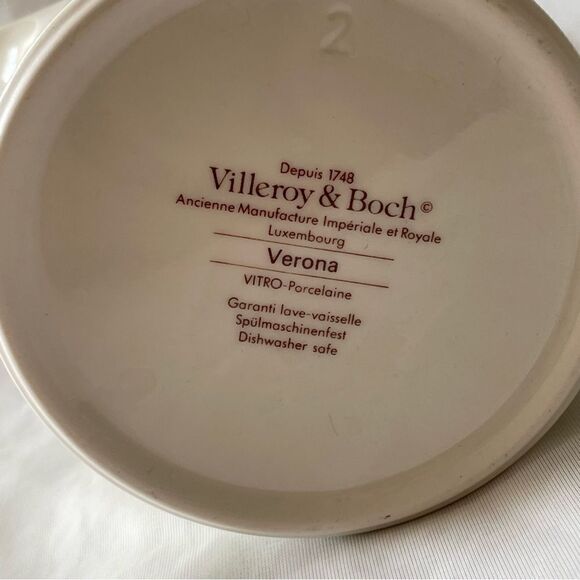 2
Depuis 1748
Villeroy & Boch©
Ancienne Manufacture Impériale et Royale
Luxembourg
Verona
VITRO-Porcelaine
Garanti lave-vaisselle
Spülmaschinenfest
Dishwasher safe